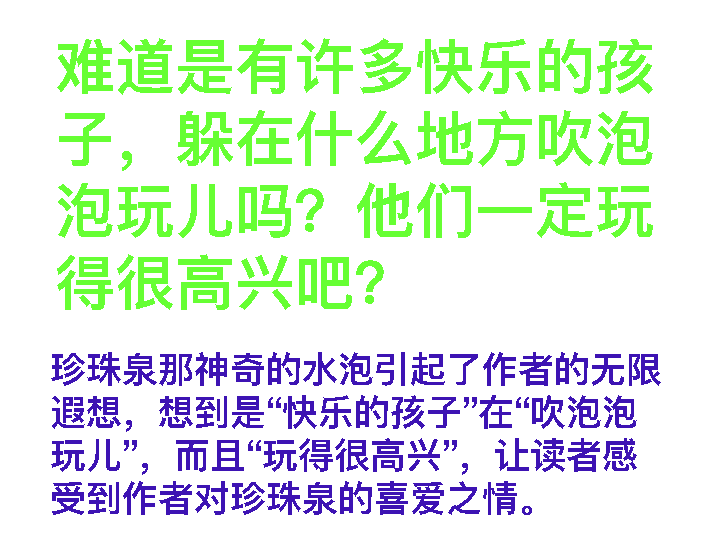 难道是有许多快乐的孩
子，躲在什么地方吹泡
泡玩儿吗？他们一定玩
得很高兴吧？
珍珠泉那神奇的水泡引起了作者的无限
遐想，想到是“快乐的孩子”在“吹泡泡
玩儿”，而且“玩得很高兴”，让读者感
受到作者对珍珠泉的喜爱之情。